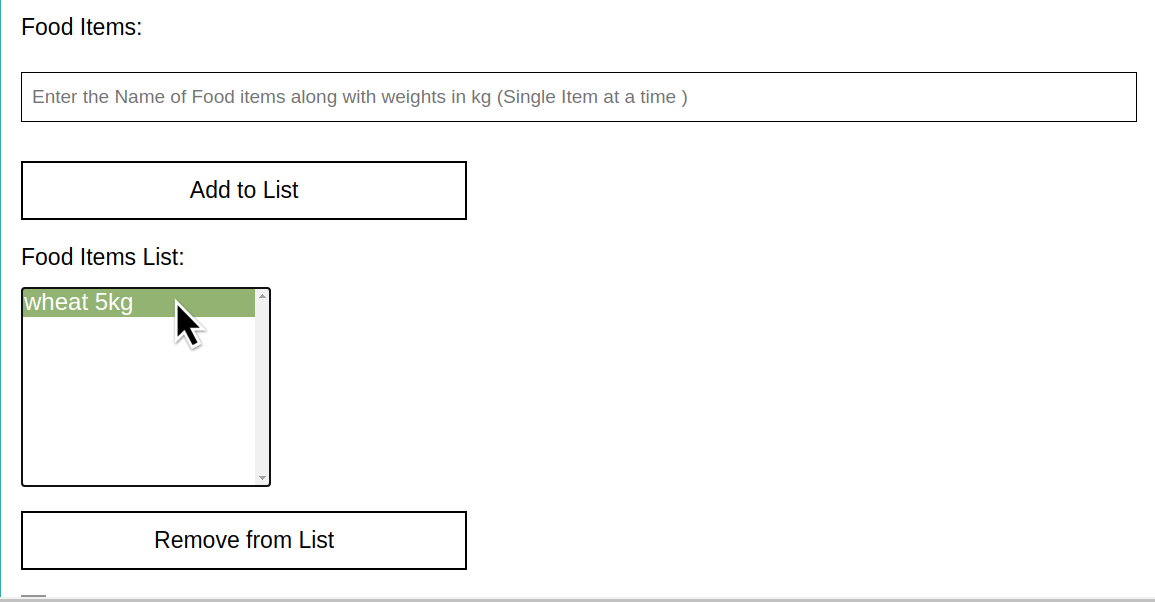 Food Items:
Enter the Name of Food items along with weights in kg (Single Item at a time )
Add to List
Food Items List:
wheat 5kg
Remove from List